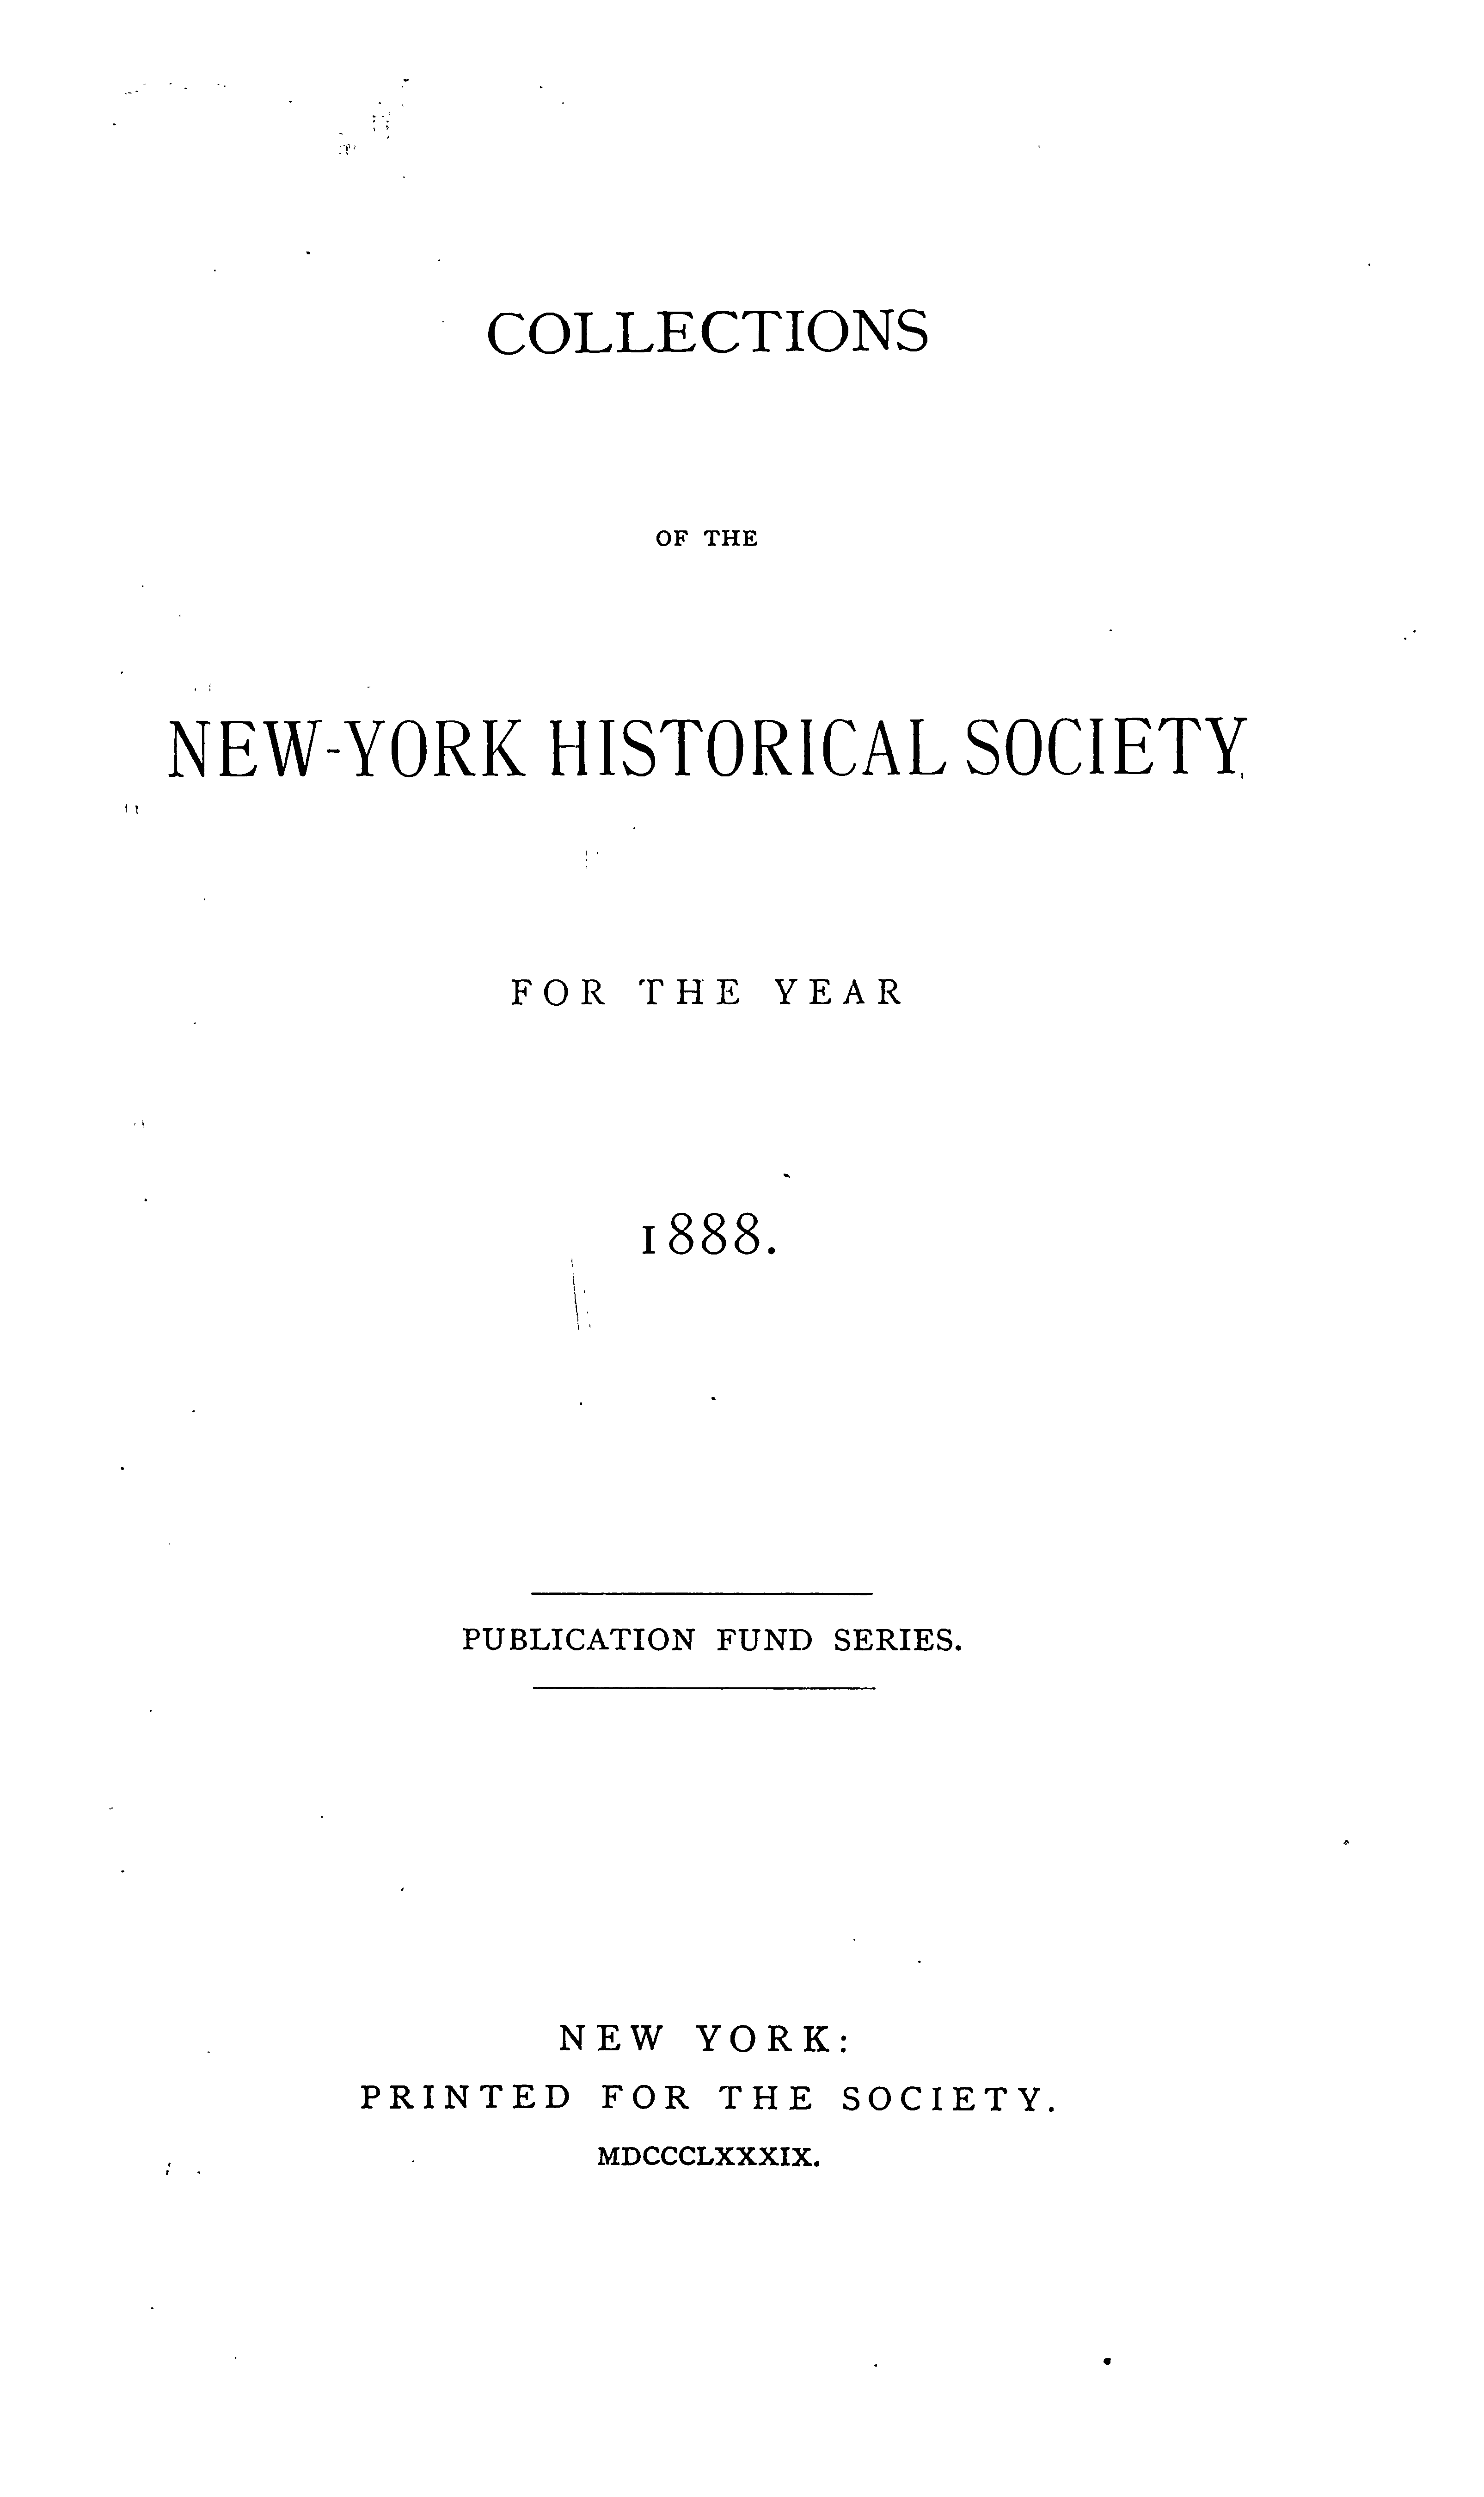 COLLECTIONS
OF THE
NEW-YORK HISTORICAL SOCIETY
FOR THE YEAR
1888.
PUBLICATION FUND SERIES.
NEW YORK:
PRINTED FOR THE SOCIETY.
MDCCCLXXXIX.